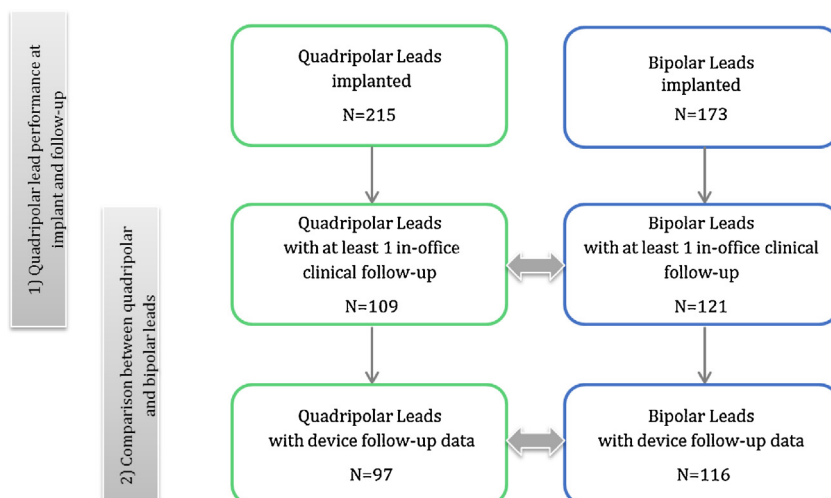 1) Quadripolar lead performance at
implant and follow-up
2) Comparison between quadripolar
and bipolar leads
Quadripolar Leads
implanted
N=215
Bipolar Leads
implanted
N=173
Quadripolar Leads
with at least 1 in-office
clinical follow-up
N=109
Bipolar Leads
with at least 1 in-office clinical
follow-up
N=121
Quadripolar Leads
with device follow-up data
N=97
Bipolar Leads
with device follow-up data
N=116